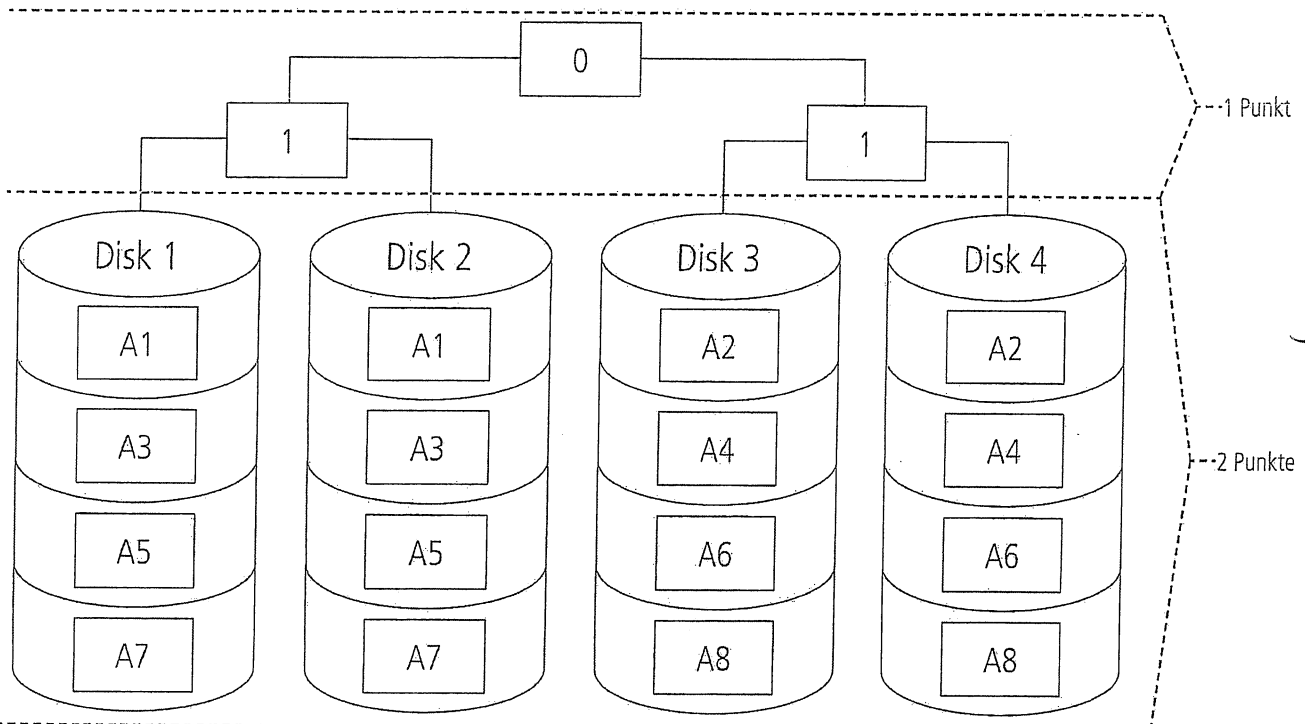 0
1 1
1 Punkt
Disk 1 Disk 2 Disk 3 Disk 4
A1 A1 A2 A2
A3 A3 A4 A4
2 Punkte
A5 A5 A6 A6
A7 A7 A8 A8